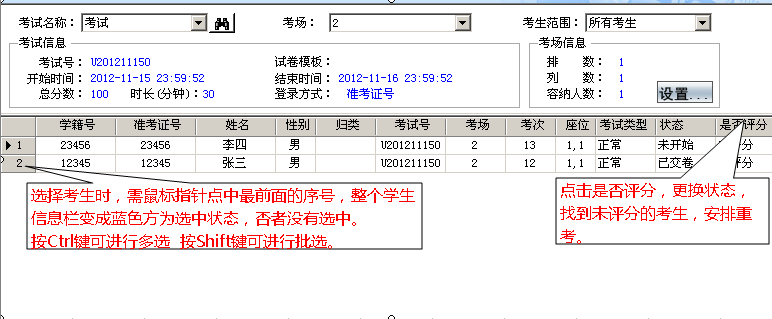 考试名称： 考试 考场： 2 考生范围： 所有考生
考试信息 考场信息
考试号： U201211150 试卷模板： 排 数： 1
开始时间： 2012-11-15 23:59:52 结束时间： 2012-11-16 23:59:52 列 数： 1
总分数： 100 时长(分钟)：30 登录方式： 准考证号 容纳人数： 1 设置...
学籍号 准考证号 姓名 性别 归类 考试号 考场 考次 座位 考试类型 状态 是否评分
1 23456 23456 李四 男 U201211150 2 13 1,1 正常 未开始 分
2 12345 12345 张三 男 U201211150 2 12 1,1 正常 已交卷 评分
选择考生时，需鼠标指针点中最前面的序号，整个学生
信息栏变成蓝色方为选中状态，否者没有选中。
按Ctrl键可进行多选 按Shift键可进行批选。
点击是否评分，更换状态，
找到未评分的考生，安排重
考。